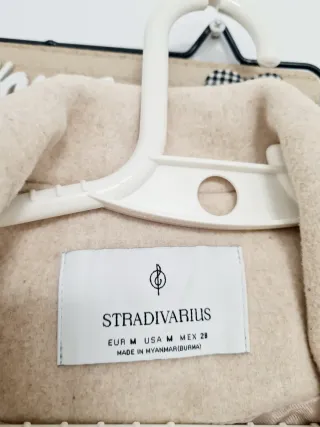 STRADIVARIUS
EUR M USA M MEX 28
MADE IN MYANMAR(BURMA)